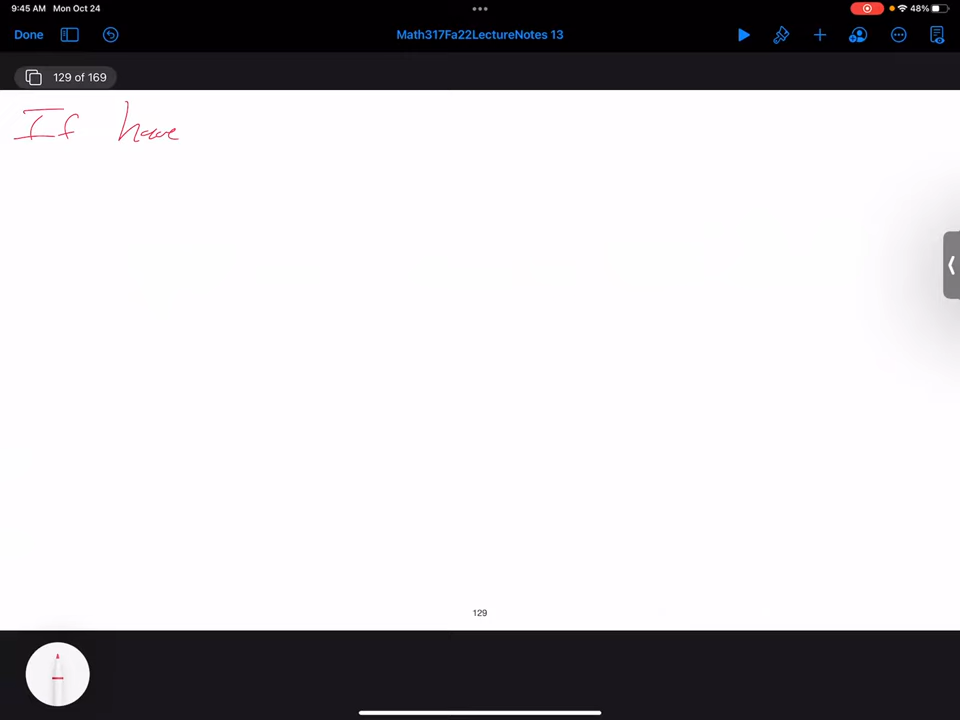 9:45 AM Mon Oct 24 48%
Done Math317Fa22LectureNotes 13
129 of 169
If have
129